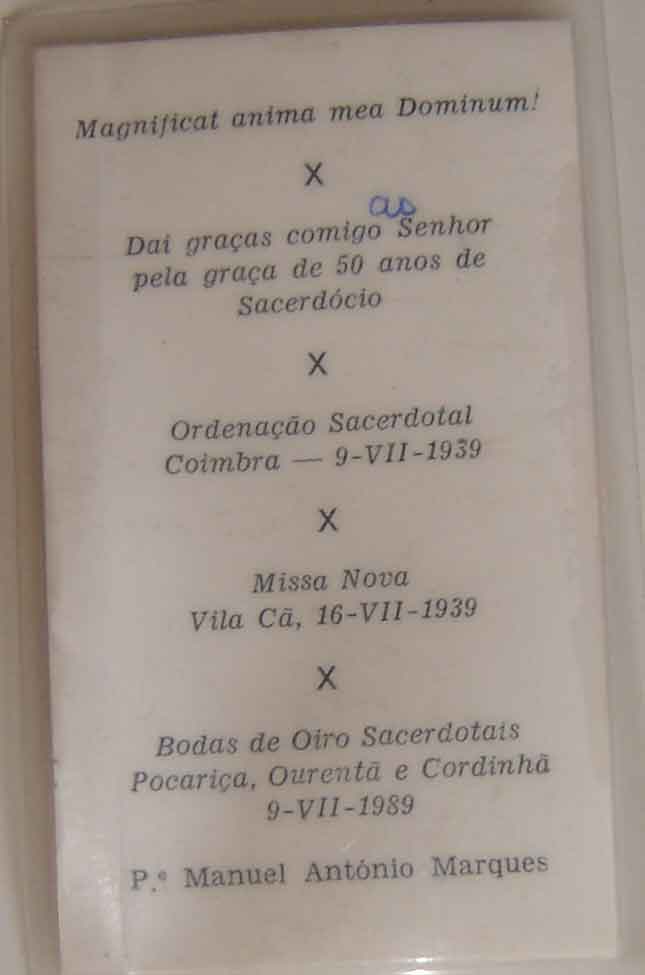 Magnificat anima mea Dominum!
X
as
Dai graças comigo Senhor
pela graça de 50 anos de
Sacerdócio
X
Ordenação Sacerdotal
Coimbra — 9-VII-1939
X
Missa Nova
Vila Cã, 16-VII-1939
X
Bodas de Oiro Sacerdotais
Pocariça, Ourentã e Cordinhã
9-VII-1989
P.ᵉ Manuel António Marques